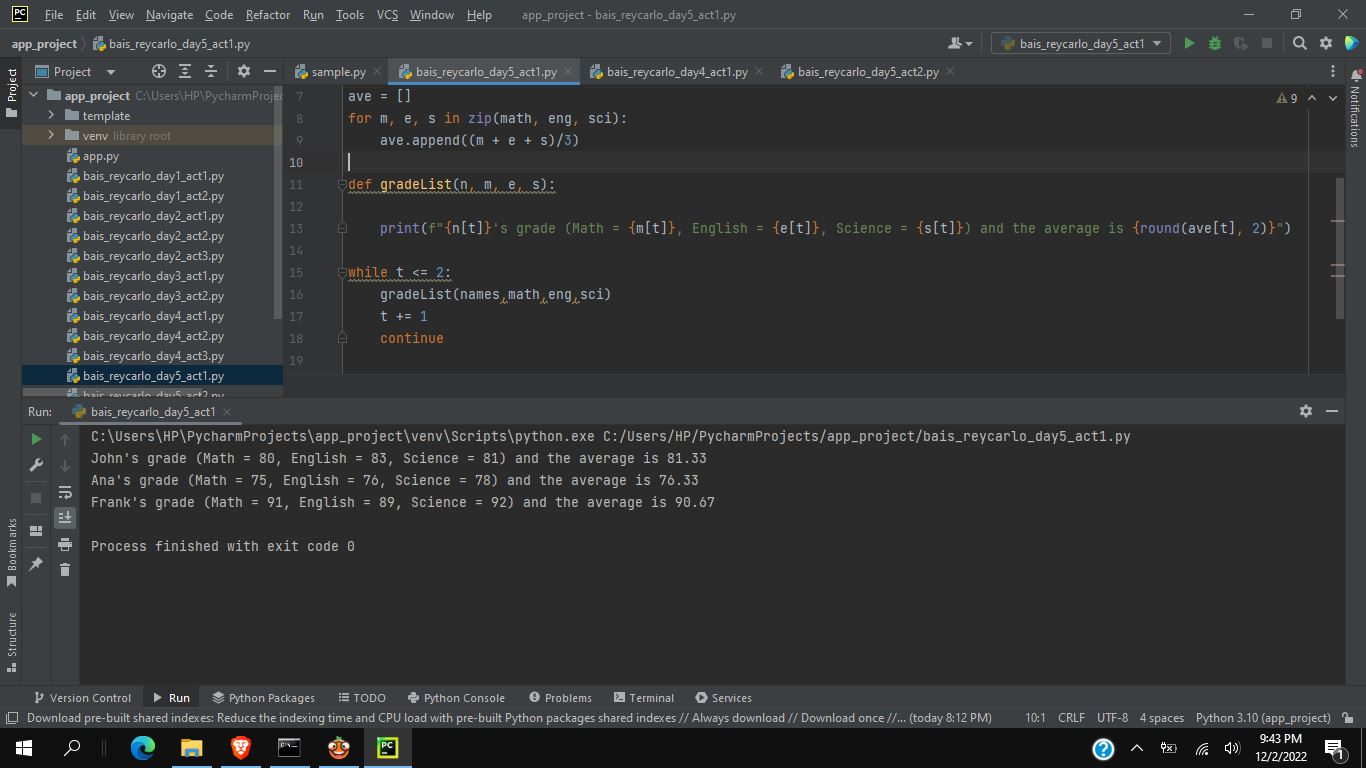 PC File Edit View Navigate Code Refactor Run Tools VCS Window Help app_project - bais_reycarlo_day5_act1.py
app_project bais_reycarlo_day5_act1.py bais_reycarlo_day5_act1
Project sample.py bais_reycarlo_day5_act1.py bais_reycarlo_day4_act1.py bais_reycarlo_day5_act2.py
Project
Notifications
app_project C:\Users\HP\PycharmProjec
template
venv library root
app.py
bais_reycarlo_day1_act1.py
bais_reycarlo_day1_act2.py
bais_reycarlo_day2_act1.py
bais_reycarlo_day2_act2.py
bais_reycarlo_day2_act3.py
bais_reycarlo_day3_act1.py
bais_reycarlo_day3_act2.py
bais_reycarlo_day4_act1.py
bais_reycarlo_day4_act2.py
bais_reycarlo_day4_act3.py
bais_reycarlo_day5_act1.py
bais_reycarlo_day5_act2.py
9
7 ave = []
8 for m, e, s in zip(math, eng, sci):
9 ave.append((m + e + s)/3)
10
11 def gradeList(n, m, e, s):
12
13 print(f"{n[t]}'s grade (Math = {m[t]}, English = {e[t]}, Science = {s[t]}) and the average is {round(ave[t], 2)}")
14
15 while t <= 2:
16 gradeList(names,math,eng,sci)
17 t += 1
18 continue
19
Run: bais_reycarlo_day5_act1
C:\Users\HP\PycharmProjects\app_project\venv\Scripts\python.exe C:/Users/HP/PycharmProjects/app_project/bais_reycarlo_day5_act1.py
John's grade (Math = 80, English = 83, Science = 81) and the average is 81.33
Ana's grade (Math = 75, English = 76, Science = 78) and the average is 76.33
Frank's grade (Math = 91, English = 89, Science = 92) and the average is 90.67
Process finished with exit code 0
Bookmarks
Structure
Version Control Run Python Packages TODO Python Console Problems Terminal Services
Download pre-built shared indexes: Reduce the indexing time and CPU load with pre-built Python packages shared indexes // Always download // Download once //... (today 8:12 PM) 10:1 CRLF UTF-8 4 spaces Python 3.10 (app_project)
PC
9:43 PM
12/2/2022
1